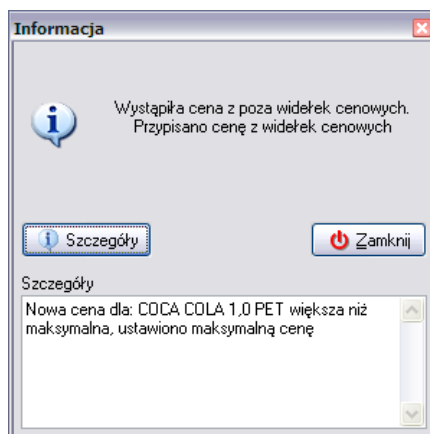 Informacja
Wystąpiła cena z poza widełek cenowych.
Przypisano cenę z widełek cenowych
Szczegóły
Zamknij
Szczegóły
Nowa cena dla: COCA COLA 1,0 PET większa niż
maksymalna, ustawiono maksymalną cenę